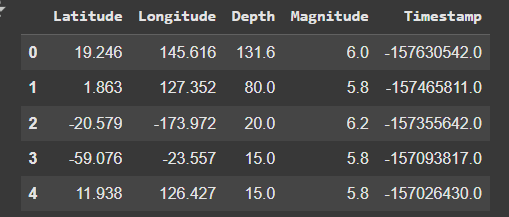 Latitude Longitude Depth Magnitude Timestamp
0 19.246 145.616 131.6 6.0 -157630542.0
1 1.863 127.352 80.0 5.8 -157465811.0
2 -20.579 -173.972 20.0 6.2 -157355642.0
3 -59.076 -23.557 15.0 5.8 -157093817.0
4 11.938 126.427 15.0 5.8 -157026430.0